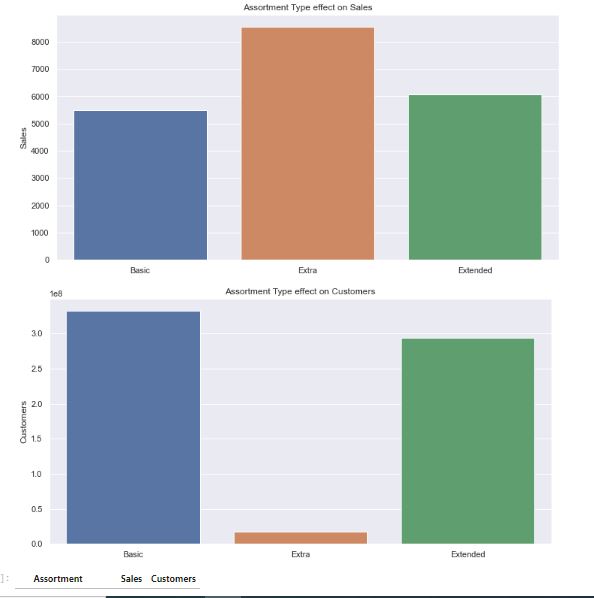 Assortment Type effect on Sales
8000
7000
6000
5000
4000
3000
2000
1000
0
Sales
Basic Extra Extended
Assortment Type effect on Customers
1e8
3.0
2.5
2.0
1.5
1.0
0.5
0.0
Customers
Basic Extra Extended
]: Assortment Sales Customers